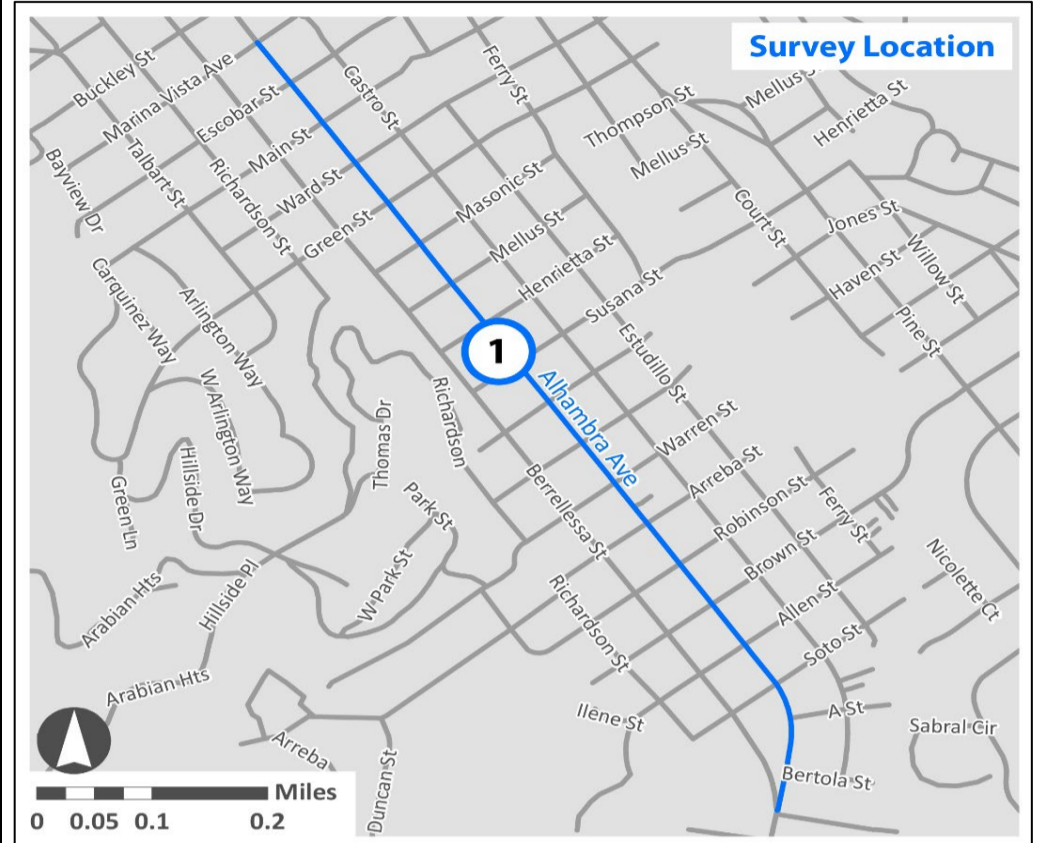 Survey Location
Buckley St
Marina Vista Ave
Escobar St
Castro St
Ferry St
Thompson St
Mellus S
Henrietta St
Bayview Dr
Talbart St
Main St
Richardson St
Ward St
Green St
Masonic St
Mellus St
Mellus St
Court St
Jones St
Henrietta St
Haven St
Willow St
Carquinez Way
Arlington Way
Susana St
Pine St
Estudillo St
1
Alhambra Ave
W Arlington Way
Thomas Dr
Richardson
Warren St
Arreba St
Green Ln
Hillside Dr
Park St
Berrellessa St
Robinson St
Ferry St
Brown St
Nicolette Ct
W Park St
Arabian Hts
Hillside Pl
Richardson St
Allen St
Soto St
Arabian Hts
Ilene St
A St
Sabral Cir
Arreba
Duncan St
Bertola St
Miles
0 0.05 0.1 0.2